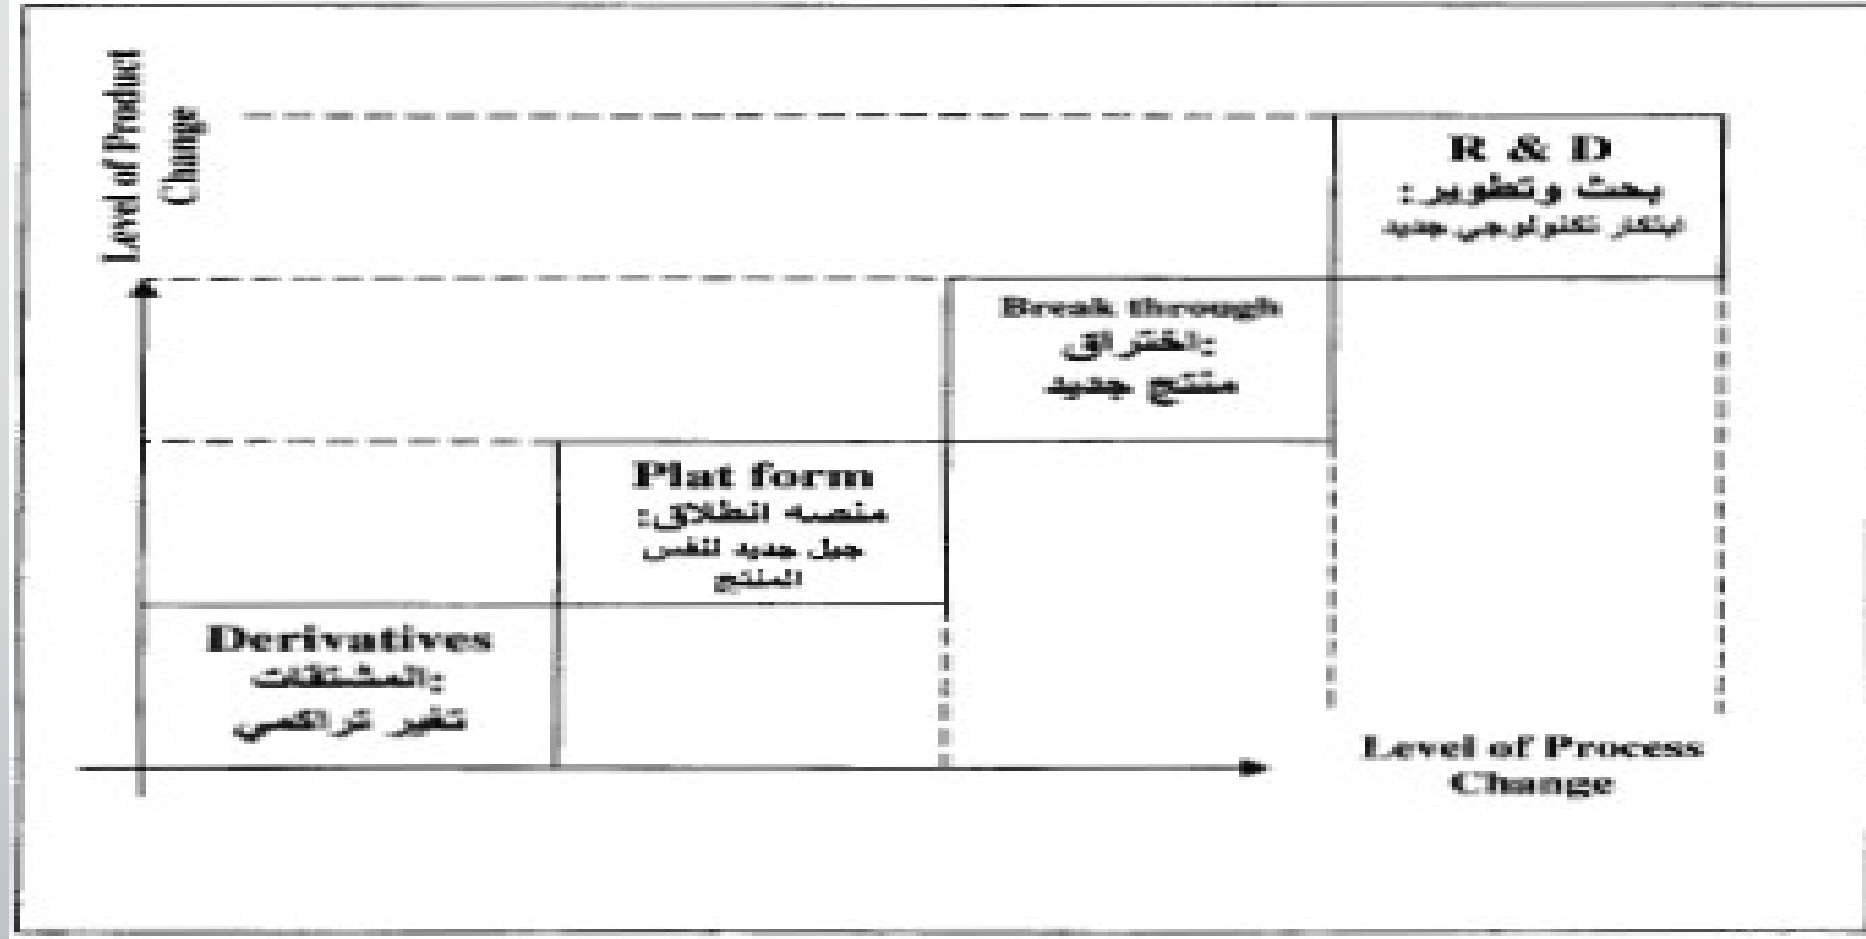 Level of Product
Change
R & D
بحث وتطوير:
ابتكار تكنولوجي جديد
Break through
اختراق:
منتج جديد
Plat form
منصه انطلاق:
جيل جديد لنفس
المنتج
Derivatives
المشتقات:
تغير تراكمي
Level of Process
Change